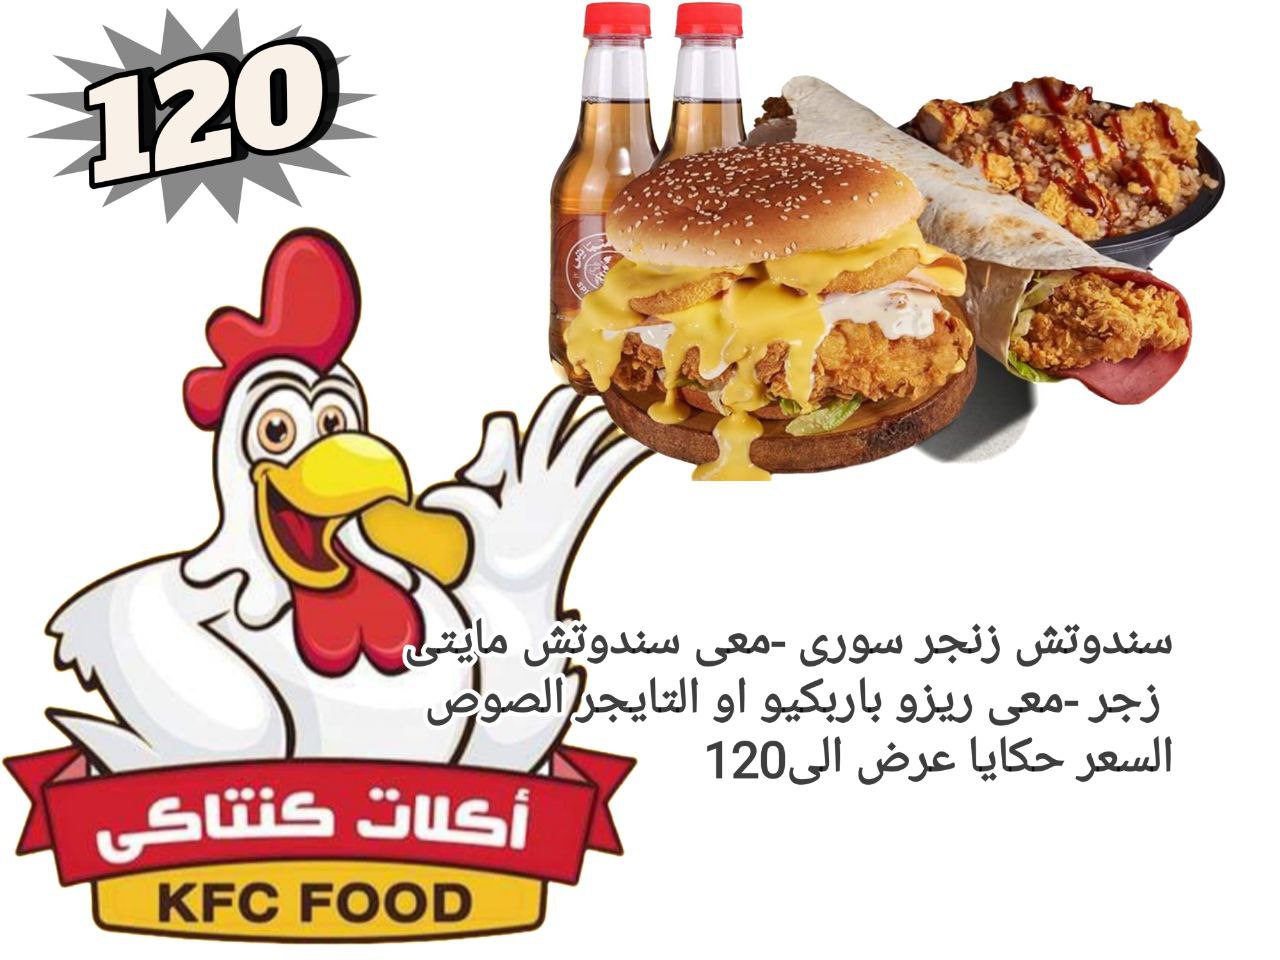 120
سندوتش زنجر سورى -معى سندوتش مايتى
زجر -معى ريزو باربكيو او التايجر الصوص
السعر حكايا عرض الى120
أكلات كنتاكى
KFC FOOD